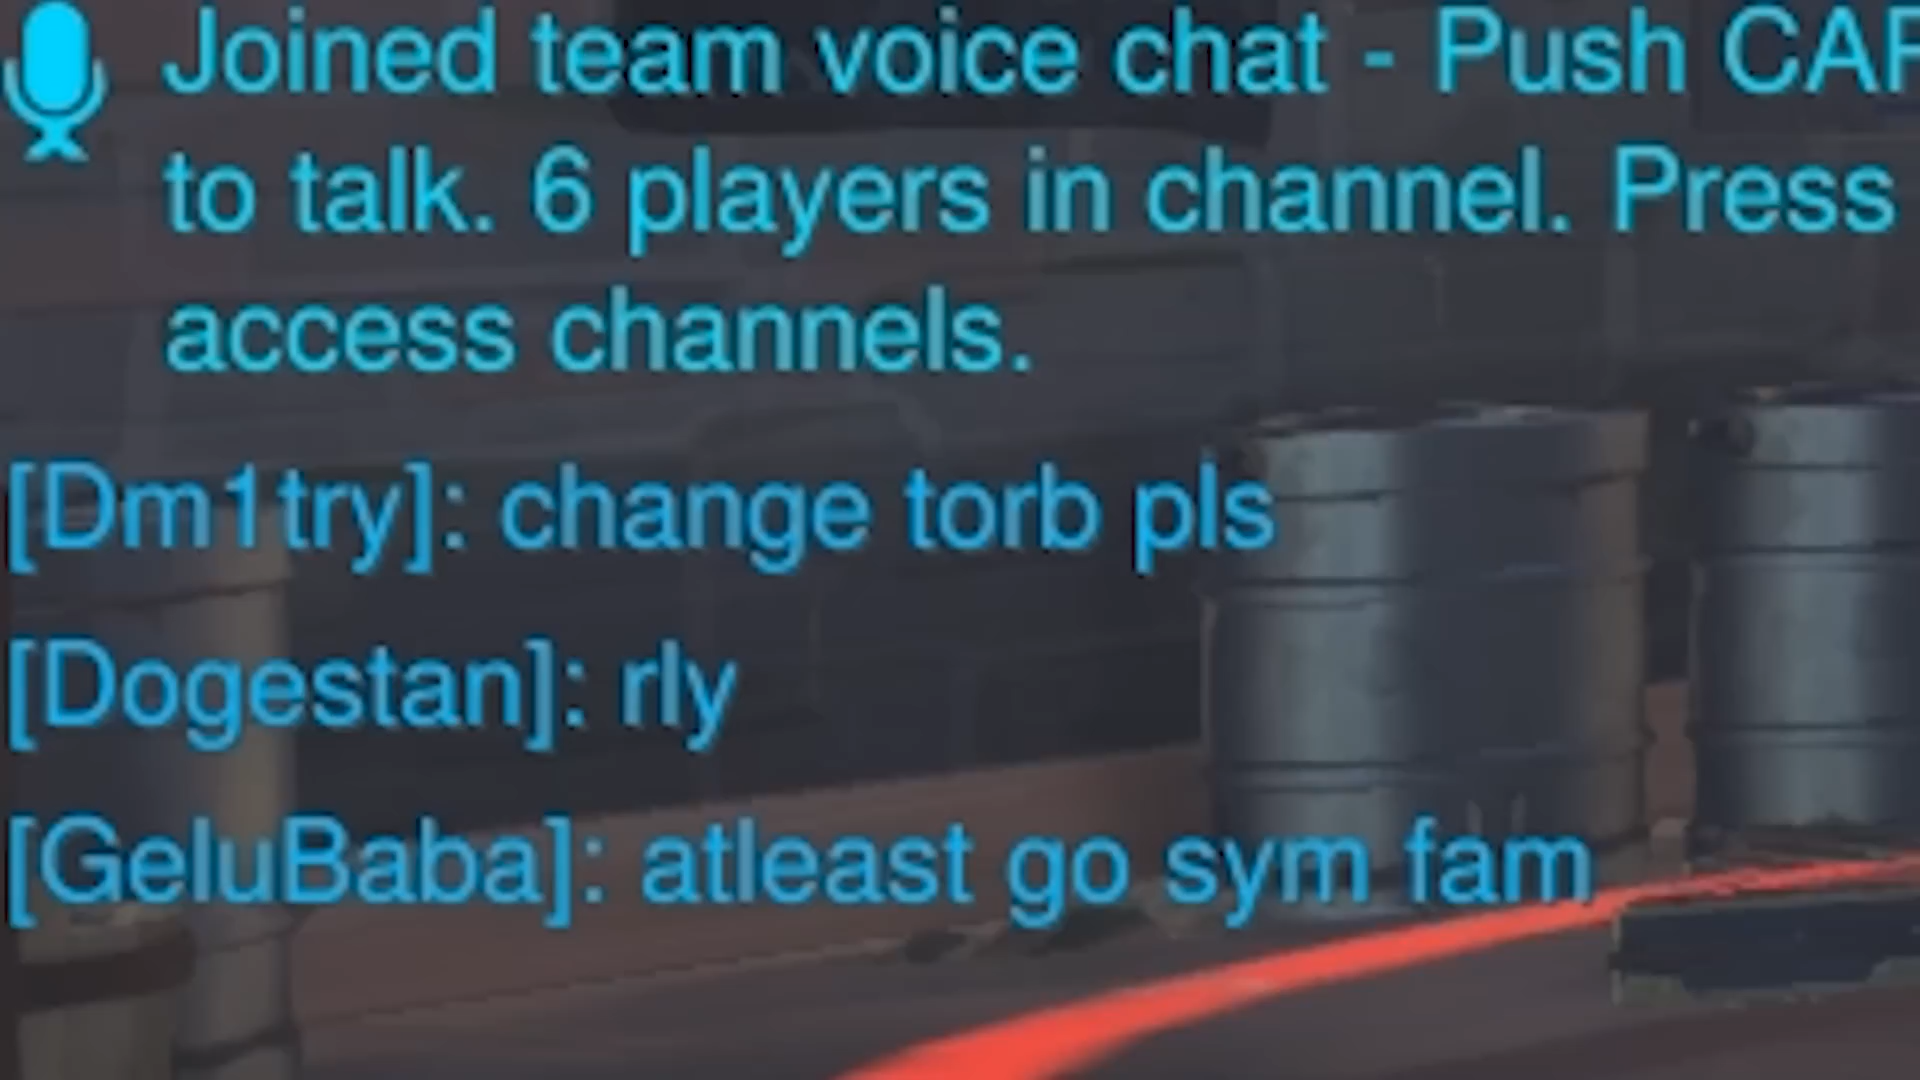 Joined team voice chat - Push
to talk. 6 players in channel. Press
access channels.
[Dm1try]: change torb pls
[Dogestan]: rly
[GeluBaba]: atleast go sym fam